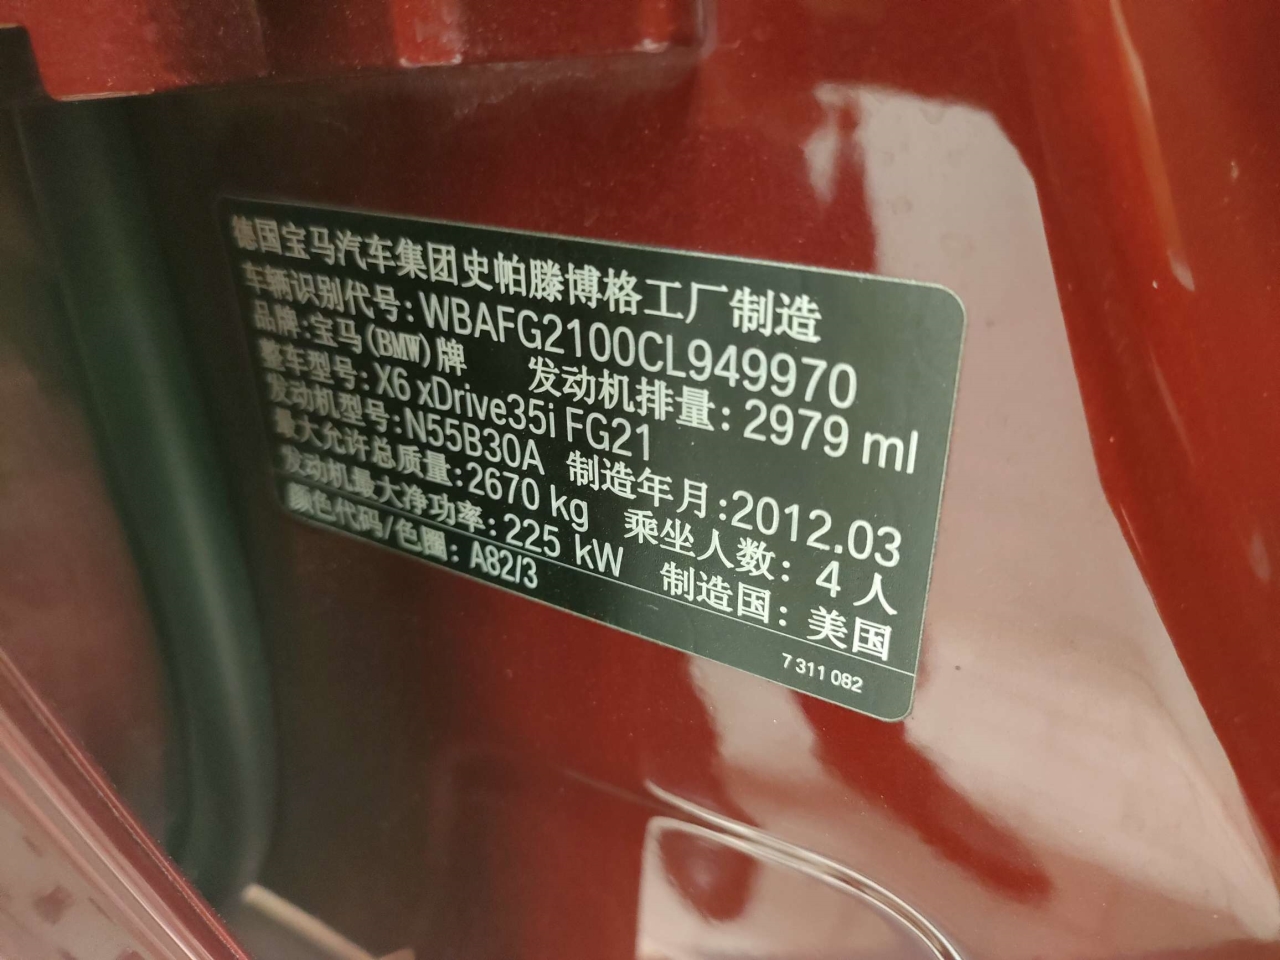 德国宝马汽车集团史帕滕博格工厂制造
车辆识别代号:WBAFG2100CL949970
品牌:宝马(BMW)牌 发动机排量:2979 ml
整车型号:X6 xDrive35i FG21
发动机型号:N55B30A 制造年月:2012.03
最大允许总质量:2670 kg 乘坐人数: 4 人
发动机最大净功率:225 kW 制造国: 美国
颜色代码/色圈: A82/3
7 311 082